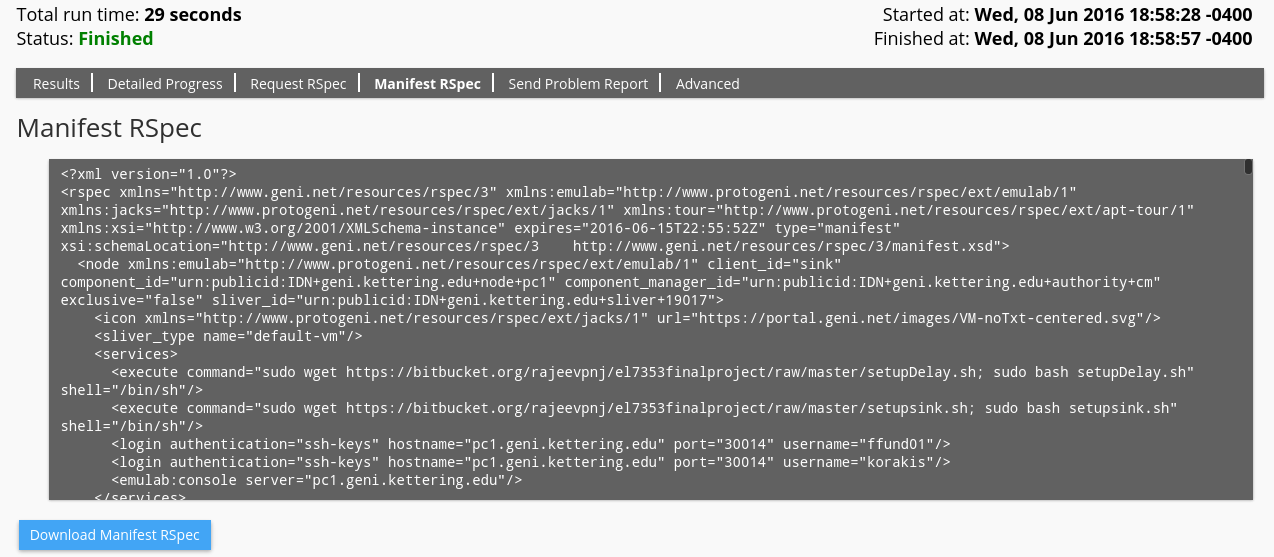 Total run time: 29 seconds
Started at: Wed, 08 Jun 2016 18:58:28 -0400
Status: Finished
Finished at: Wed, 08 Jun 2016 18:58:57 -0400
Results | Detailed Progress | Request RSpec | Manifest RSpec | Send Problem Report | Advanced
Manifest RSpec
<?xml version="1.0"?>
<rspec xmlns="http://www.geni.net/resources/rspec/3" xmlns:emulab="http://www.protogeni.net/resources/rspec/ext/emulab/1"
xmlns:jacks="http://www.protogeni.net/resources/rspec/ext/jacks/1" xmlns:tour="http://www.protogeni.net/resources/rspec/ext/apt-tour/1"
xmlns:xsi="http://www.w3.org/2001/XMLSchema-instance" expires="2016-06-15T22:55:52Z" type="manifest"
xsi:schemaLocation="http://www.geni.net/resources/rspec/3    http://www.geni.net/resources/rspec/3/manifest.xsd">
  <node xmlns:emulab="http://www.protogeni.net/resources/rspec/ext/emulab/1" client_id="sink"
component_id="urn:publicid:IDN+geni.kettering.edu+node+pc1" component_manager_id="urn:publicid:IDN+geni.kettering.edu+authority+cm"
exclusive="false" sliver_id="urn:publicid:IDN+geni.kettering.edu+sliver+19017">
    <icon xmlns="http://www.protogeni.net/resources/rspec/ext/jacks/1" url="https://portal.geni.net/images/VM-noTxt-centered.svg"/>
    <sliver_type name="default-vm"/>
    <services>
      <execute command="sudo wget https://bitbucket.org/rajeevpnj/el7353finalproject/raw/master/setupDelay.sh; sudo bash setupDelay.sh"
shell="/bin/sh"/>
      <execute command="sudo wget https://bitbucket.org/rajeevpnj/el7353finalproject/raw/master/setupsink.sh; sudo bash setupsink.sh"
shell="/bin/sh"/>
      <login authentication="ssh-keys" hostname="pc1.geni.kettering.edu" port="30014" username="ffund01"/>
      <login authentication="ssh-keys" hostname="pc1.geni.kettering.edu" port="30014" username="korakis"/>
      <emulab:console server="pc1.geni.kettering.edu"/>
    </services>
Download Manifest RSpec